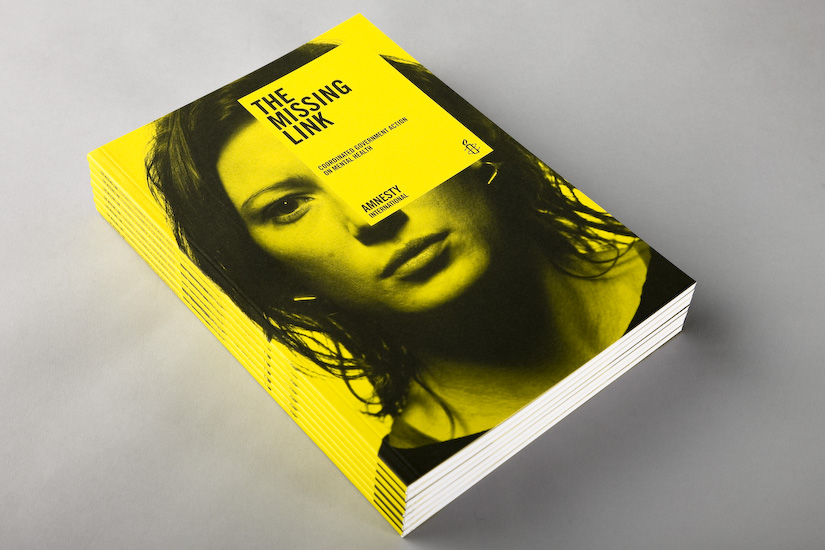 THE
MISSING
LINK
COORDINATED GOVERNMENT ACTION
ON MENTAL HEALTH
AMNESTY
INTERNATIONAL